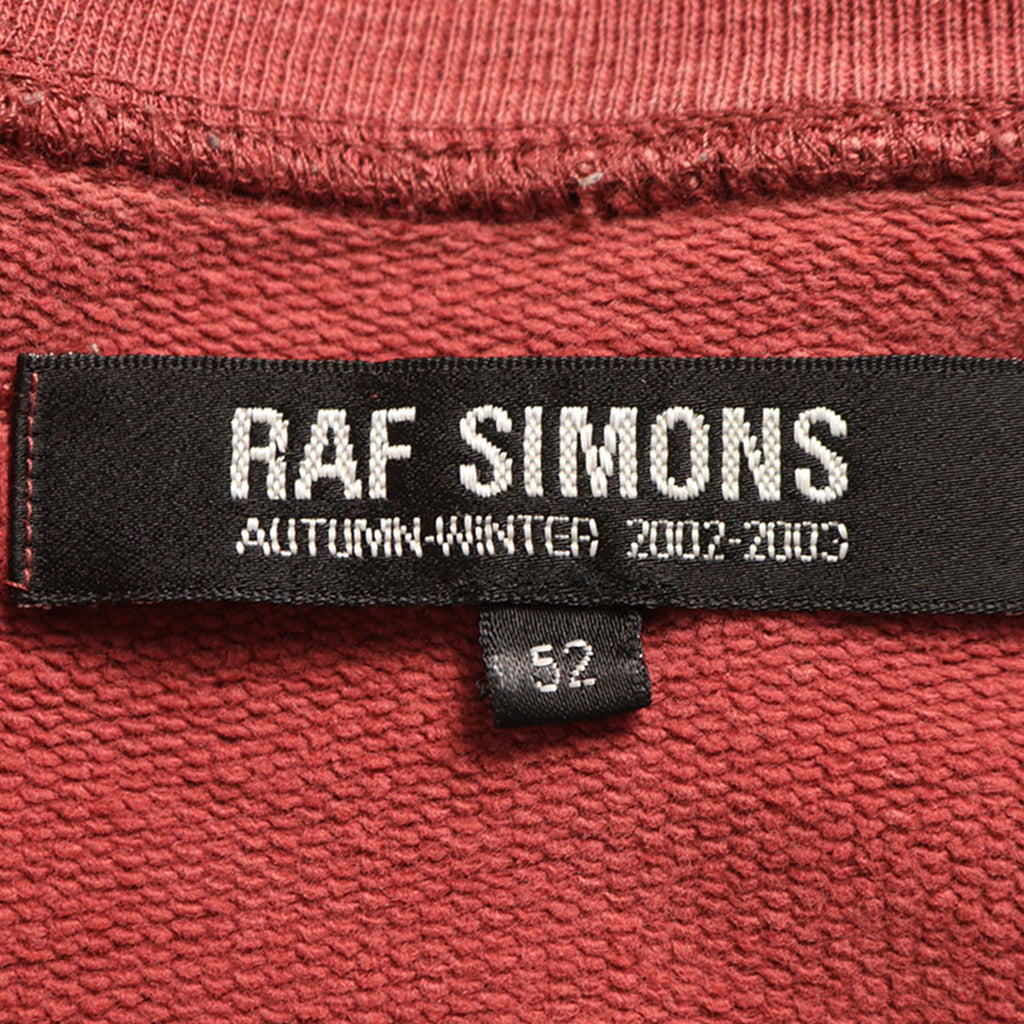 RAF SIMONS
AUTUMN-WINTER 2002-2003
52